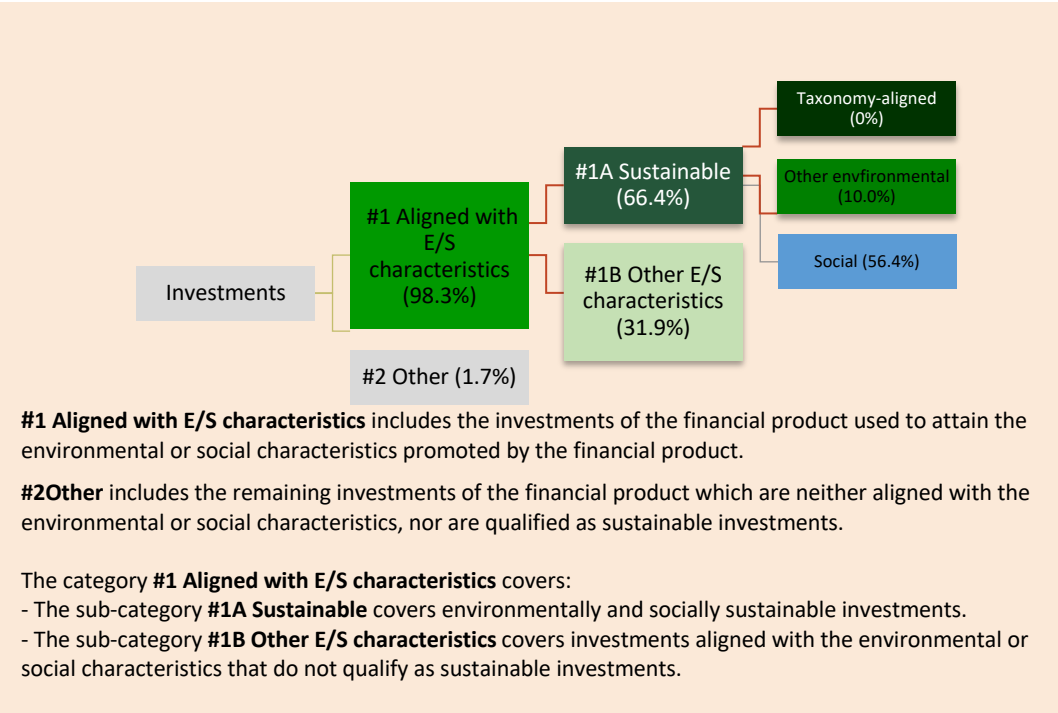 Taxonomy-aligned
(0%)
#1A Sustainable
(66.4%)
Other envfironmental
(10.0%)
#1 Aligned with
E/S
characteristics
(98.3%)
Social (56.4%)
#1B Other E/S
characteristics
(31.9%)
Investments
#2 Other (1.7%)
#1 Aligned with E/S characteristics includes the investments of the financial product used to attain the
environmental or social characteristics promoted by the financial product.
#2Other includes the remaining investments of the financial product which are neither aligned with the
environmental or social characteristics, nor are qualified as sustainable investments.
The category #1 Aligned with E/S characteristics covers:
- The sub-category #1A Sustainable covers environmentally and socially sustainable investments.
- The sub-category #1B Other E/S characteristics covers investments aligned with the environmental or
social characteristics that do not qualify as sustainable investments.